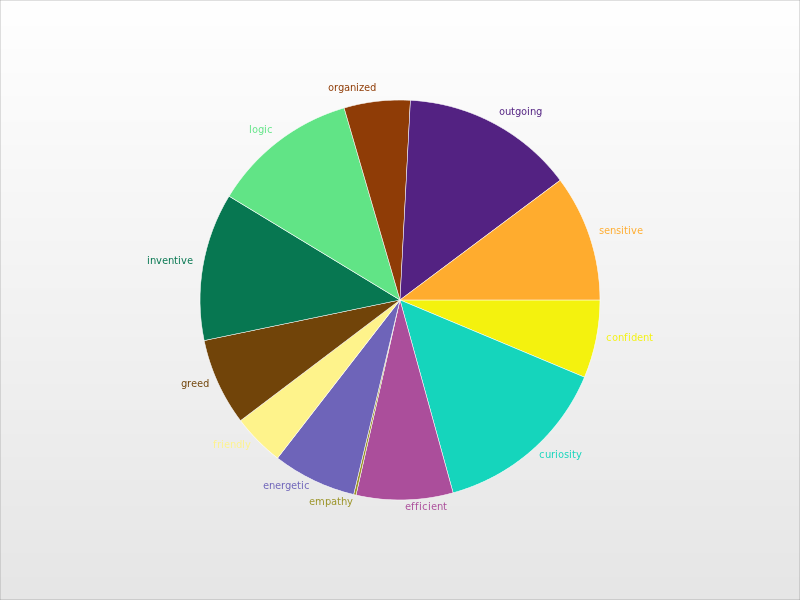 organized
outgoing
logic
sensitive
inventive
confident
greed
curiosity
energetic
empathy
efficient